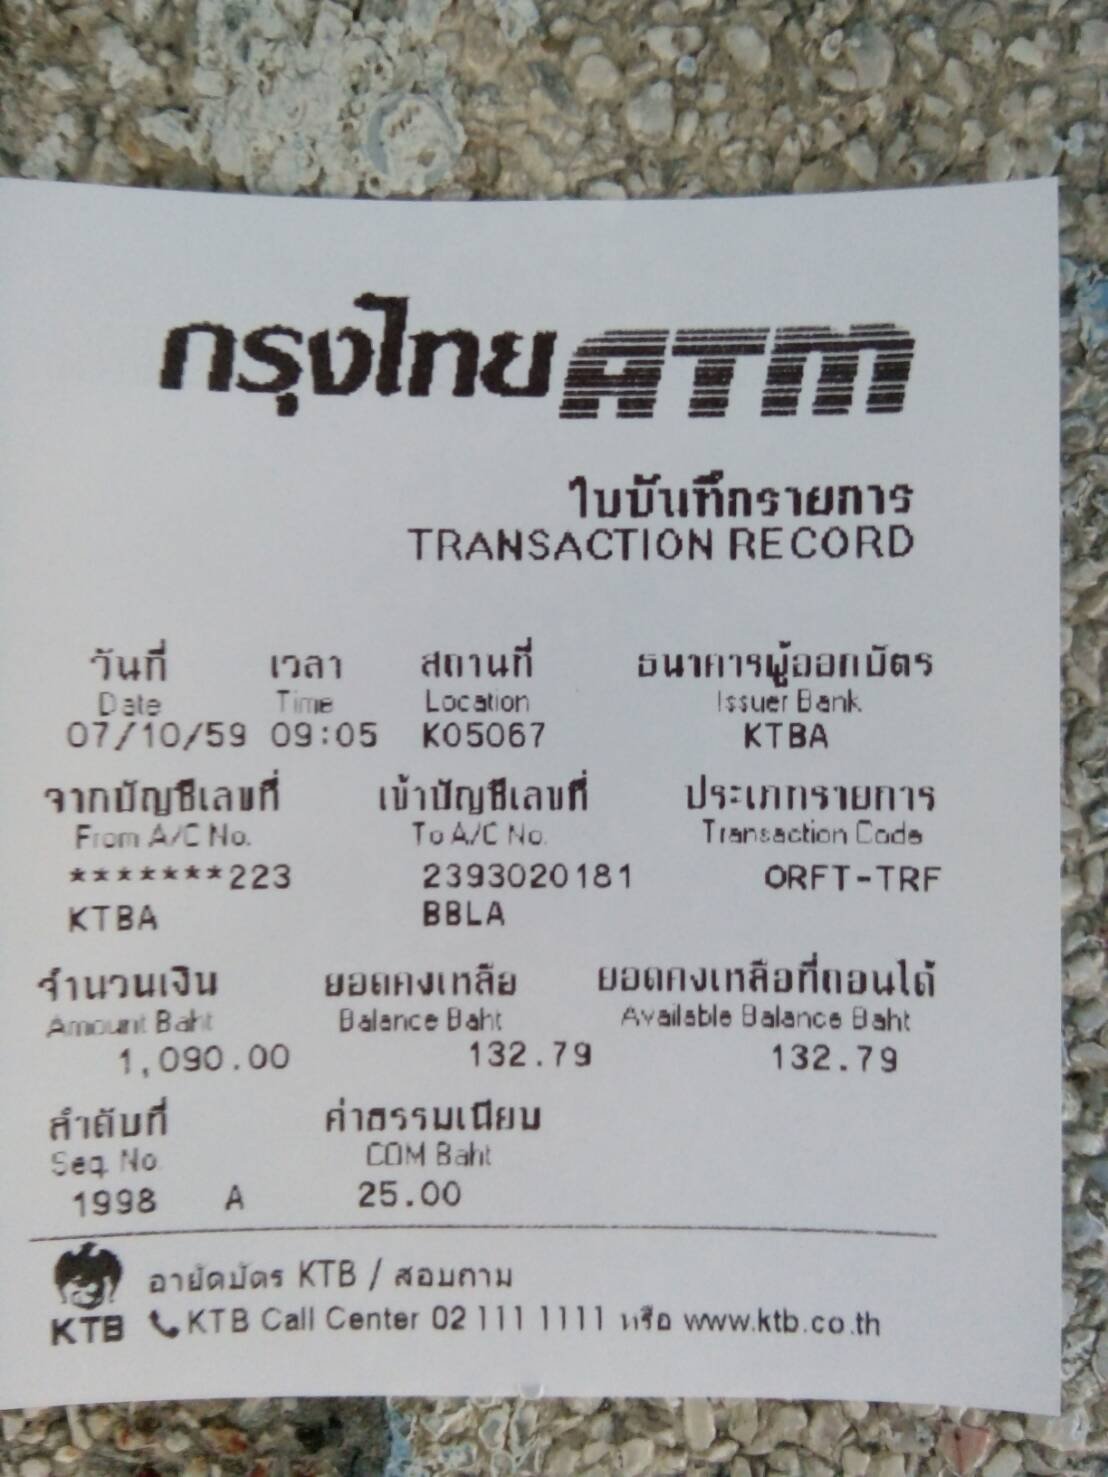 กรุงไทย ATM
ใบบันทึกรายการ
TRANSACTION RECORD
วันที่ เวลา สถานที่ ธนาคารผู้ออกบัตร
Date Time Location Issuer Bank
07/10/59 09:05 K05067 KTBA
จากบัญชีเลขที่ เข้าบัญชีเลขที่ ประเภทรายการ
From A/C No. To A/C No. Transaction Code
*******223 2393020181 ORFT-TRF
KTBA BBLA
จำนวนเงิน ยอดคงเหลือ ยอดคงเหลือที่ถอนได้
Amount Baht Balance Baht Available Balance Baht
1,090.00 132.79 132.79
ลำดับที่ ค่าธรรมเนียม
Seq. No. COM Baht
1998 A 25.00
อายัดบัตร KTB / สอบถาม
KTB KTB Call Center 02 111 1111 หรือ www.ktb.co.th